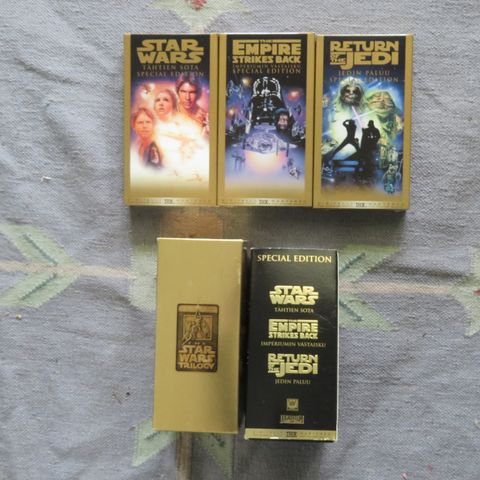 STAR
WARS
TÄHTIEN SOTA
SPECIAL EDITION
THE
EMPIRE
STRIKES BACK
IMPERIUMIN VASTAISKU
SPECIAL EDITION
RETURN
OF THE JEDI
JEDIN PALUU
SPECIAL EDITION
THX
THX
THX
THE
STAR
WARS
TRILOGY
SPECIAL EDITION
STAR
WARS
TÄHTIEN SOTA
THE
EMPIRE
STRIKES BACK
IMPERIUMIN VASTAISKU
RETURN
OF THE JEDI
JEDIN PALUU
THX